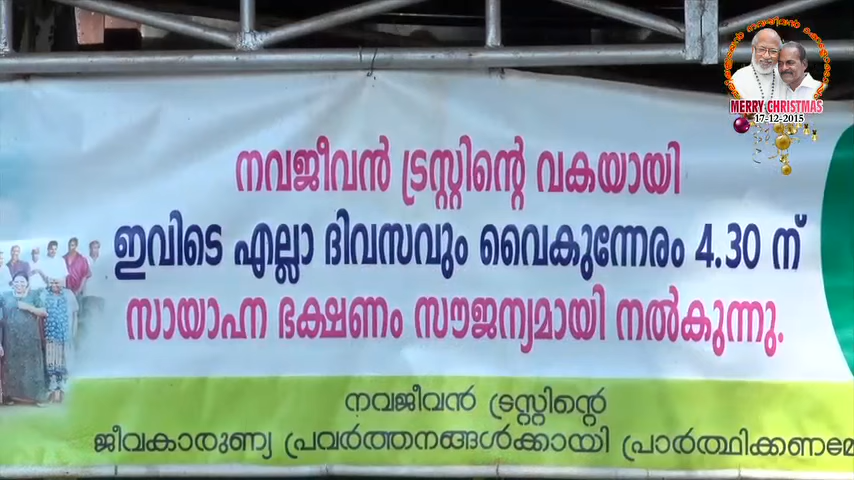 MERRY CHRISTMAS
17-12-2015
നവജീവൻ ട്രസ്റ്റിന്റെ വകയായി
ഇവിടെ എല്ലാ ദിവസവും വൈകുന്നേരം 4.30 ന്
സായാഹ്ന ഭക്ഷണം സൗജന്യമായി നൽകുന്നു.
നവജീവൻ ട്രസ്റ്റിന്റെ
ജീവകാരുണ്യ പ്രവർത്തനങ്ങൾക്കായി പ്രാർത്ഥിക്കണമേ